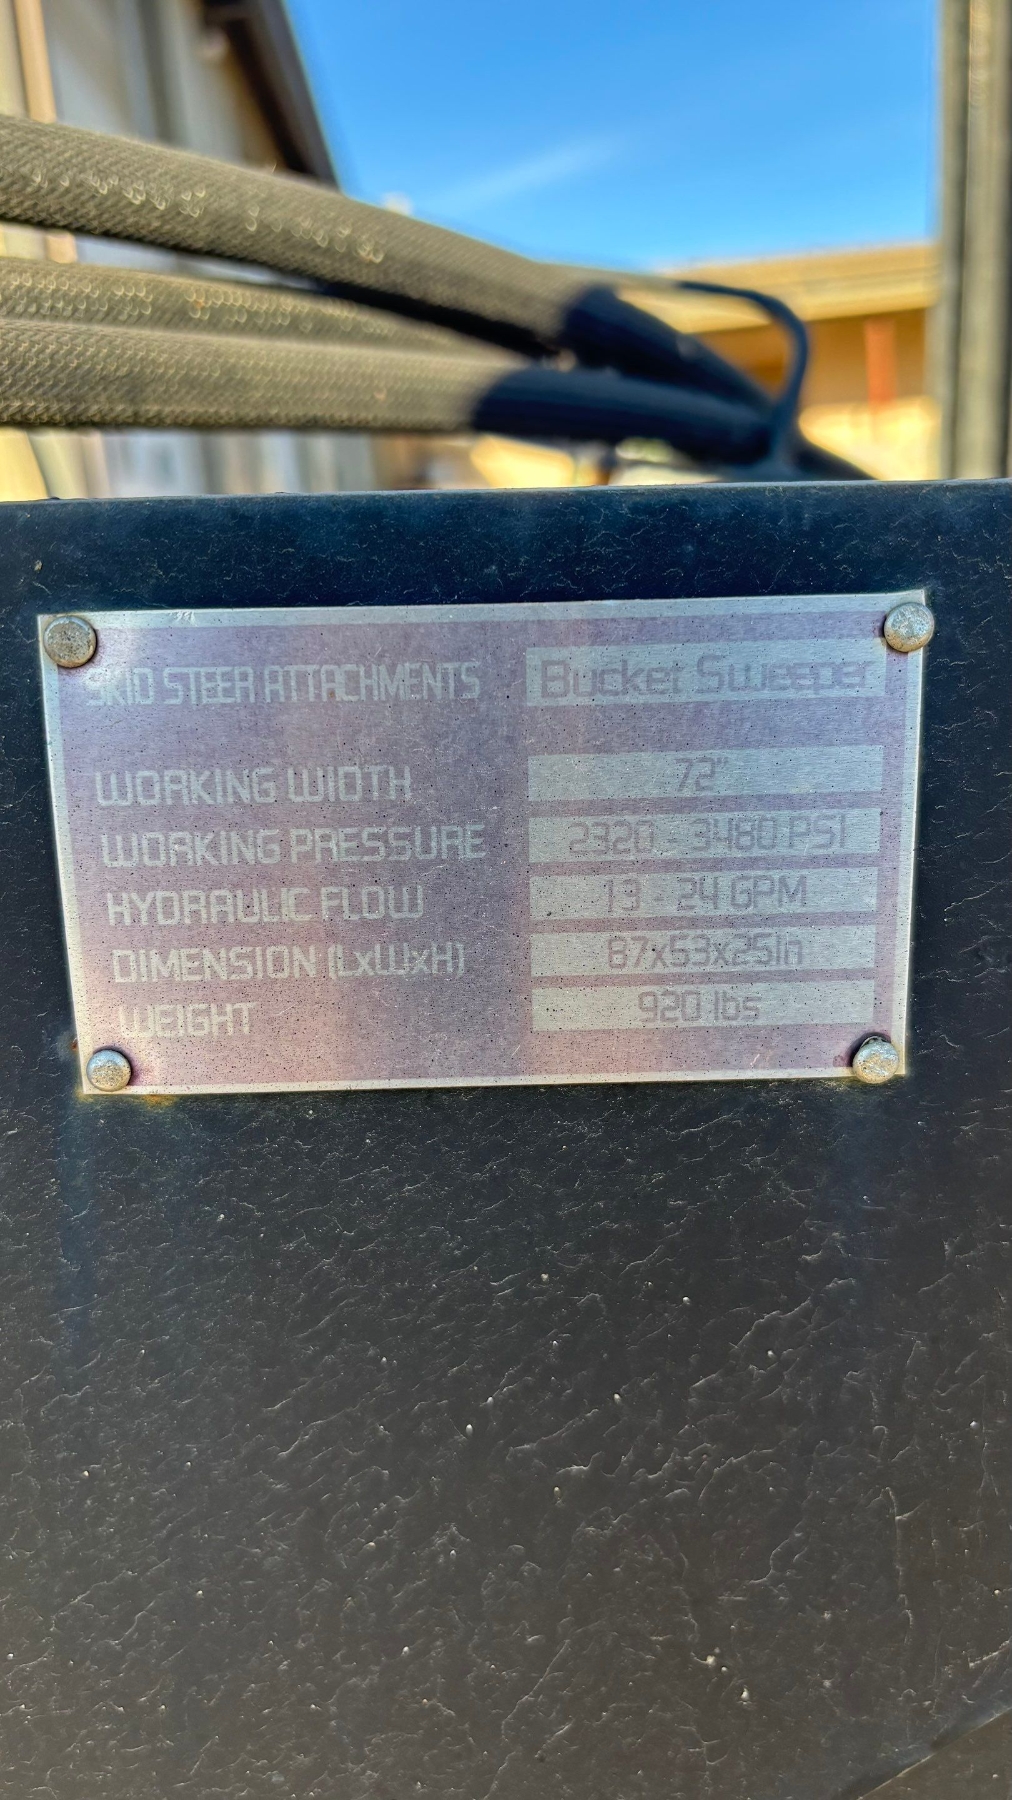 SKID STEER ATTACHMENTS Bucket Sweeper
WORKING WIDTH 72"
WORKING PRESSURE 2320 - 3480 PSI
HYDRAULIC FLOW 13 - 24 GPM
DIMENSION (LxWxH) 87x53x25in
WEIGHT 920 lbs